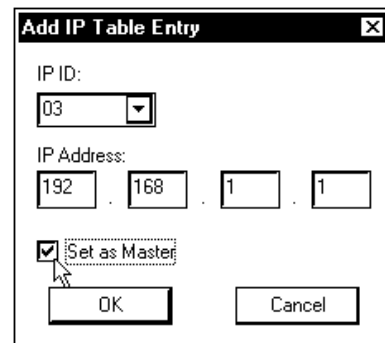 Add IP Table Entry
IP ID:
03
IP Address:
192 . 168 . 1 . 1
Set as Master
OK Cancel